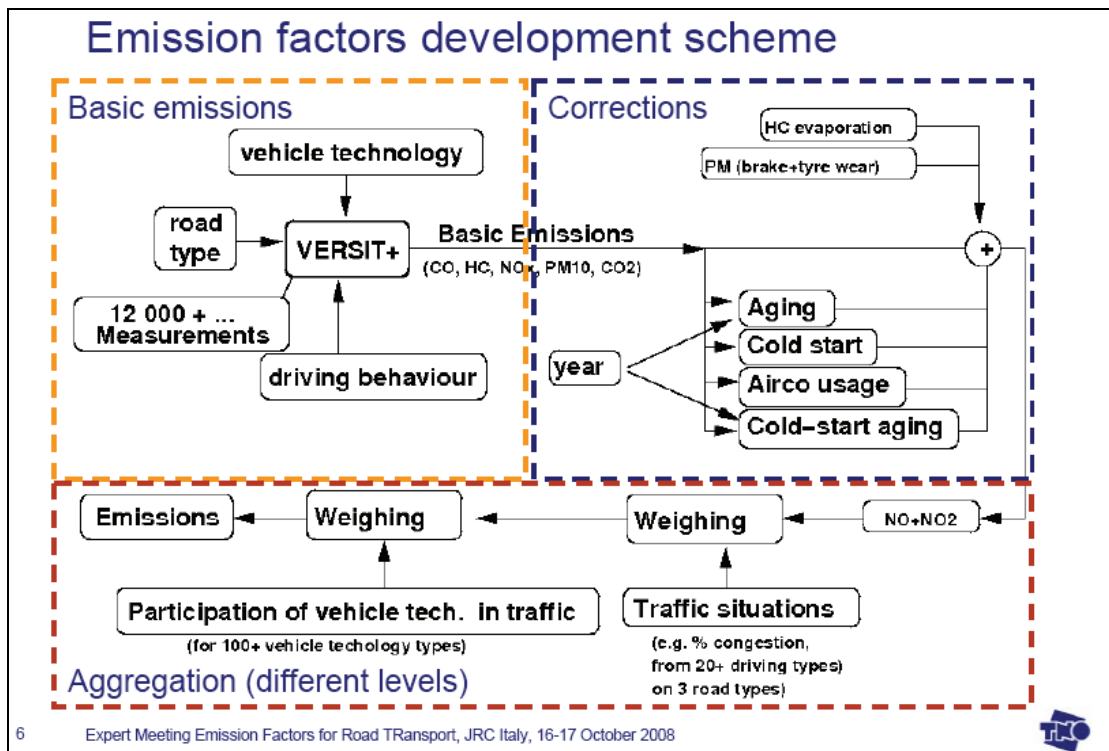 Emission factors development scheme
Basic emissions
vehicle technology
road
type
VERSIT+
12 000 + ...
Measurements
driving behaviour
Basic Emissions
(CO, HC, NOx, PM10, CO2)
Corrections
HC evaporation
PM (brake+tyre wear)
+
Aging
Cold start
year
Airco usage
Cold-start aging
Emissions
Weighing
Weighing
NO+NO2
Participation of vehicle tech. in traffic
(for 100+ vehicle techology types)
Traffic situations
(e.g. % congestion,
from 20+ driving types)
on 3 road types)
Aggregation (different levels)
6 Expert Meeting Emission Factors for Road TRansport, JRC Italy, 16-17 October 2008
TNO